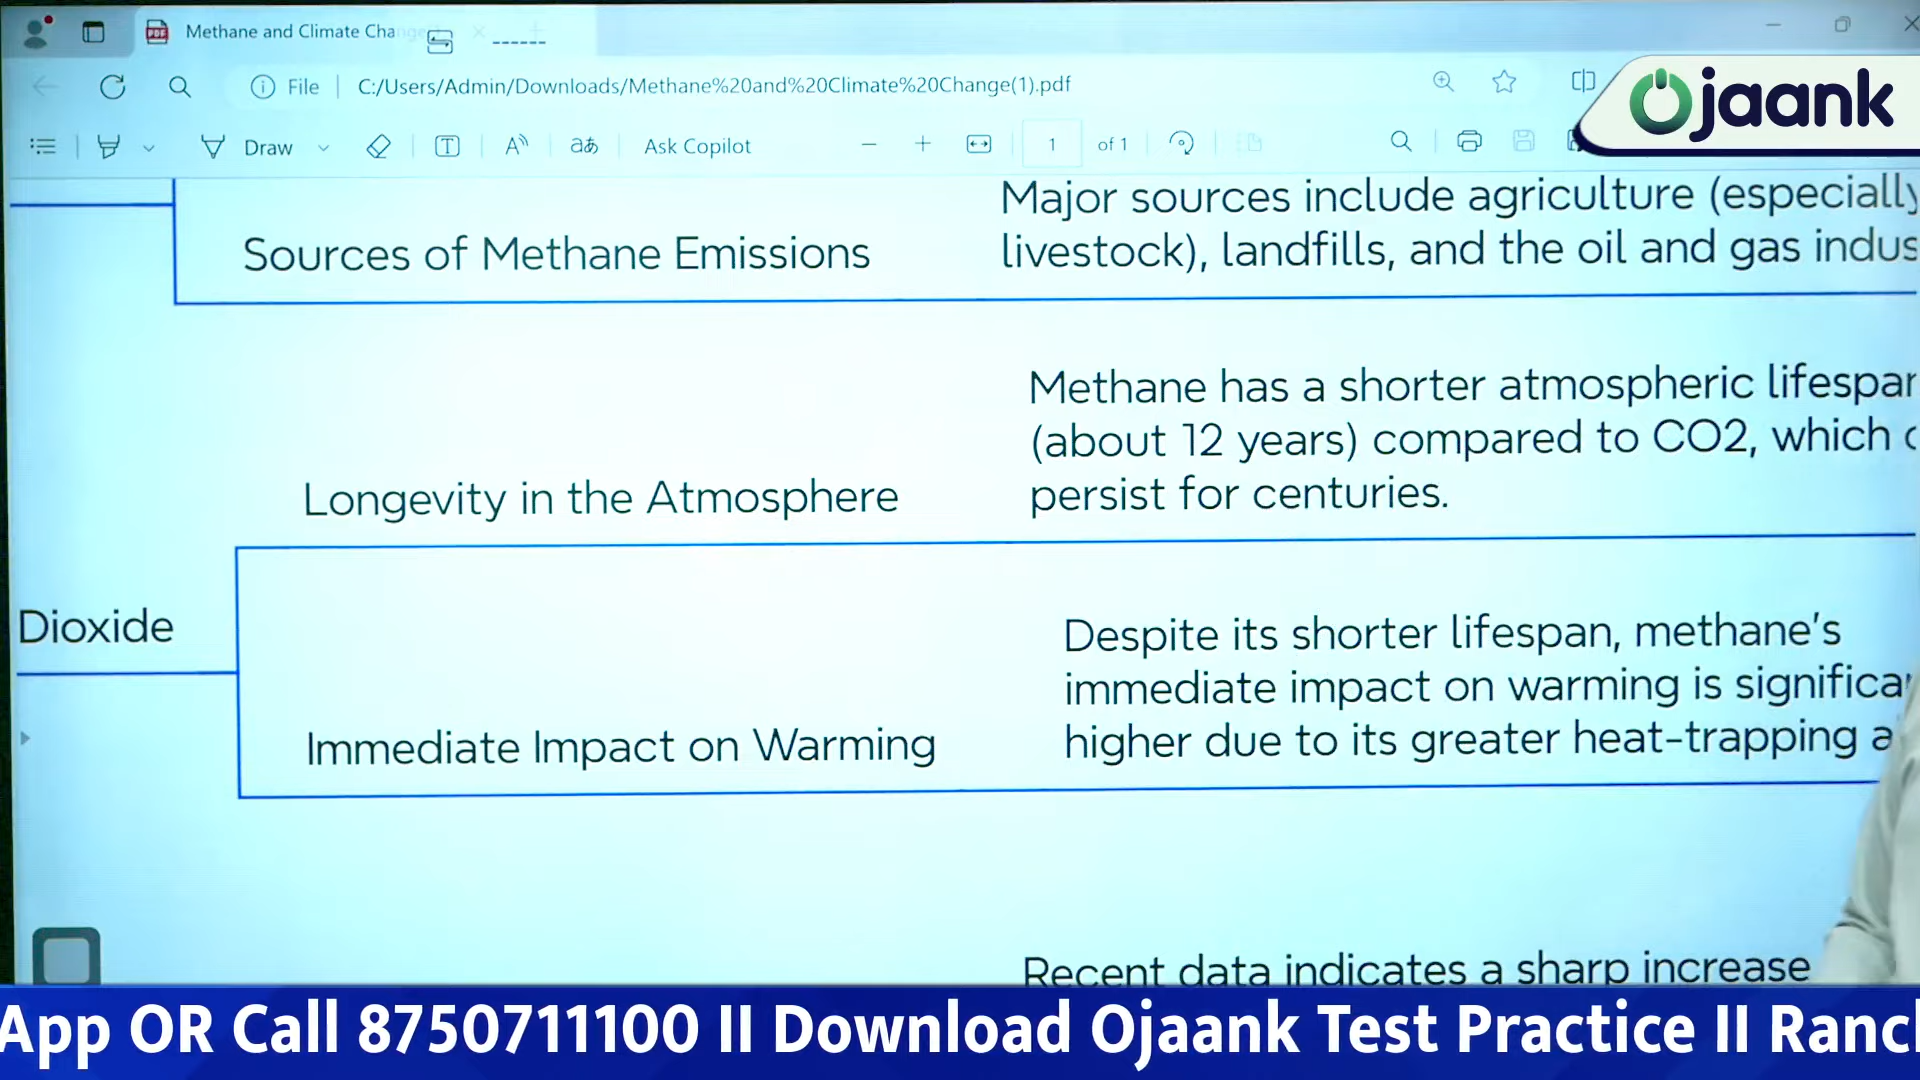 Methane and Climate Change
File
C:/Users/Admin/Downloads/Methane%20and%20Climate%20Change(1).pdf
Ojaank
Draw
Ask Copilot
1
of 1
Major sources include agriculture (especially
livestock), landfills, and the oil and gas indus
Sources of Methane Emissions
Methane has a shorter atmospheric lifespan
(about 12 years) compared to CO2, which c
persist for centuries.
Longevity in the Atmosphere
Dioxide
Despite its shorter lifespan, methane's
immediate impact on warming is significa
higher due to its greater heat-trapping a
Immediate Impact on Warming
Recent data indicates a sharp increase
App OR Call 8750711100 II Download Ojaank Test Practice II Ranc